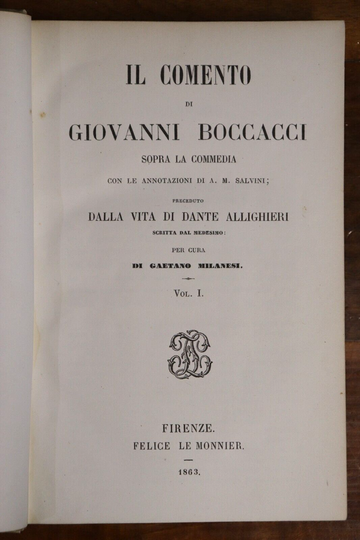 IL COMENTO
DI
GIOVANNI BOCCACCI
SOPRA LA COMMEDIA
CON LE ANNOTAZIONI DI A. M. SALVINI;
PRECEDUTO
DALLA VITA DI DANTE ALLIGHIERI
SCRITTA DAL MEDESIMO:
PER CURA
DI GAETANO MILANESI.
VOL. I.
FIRENZE.
FELICE LE MONNIER.
1863.